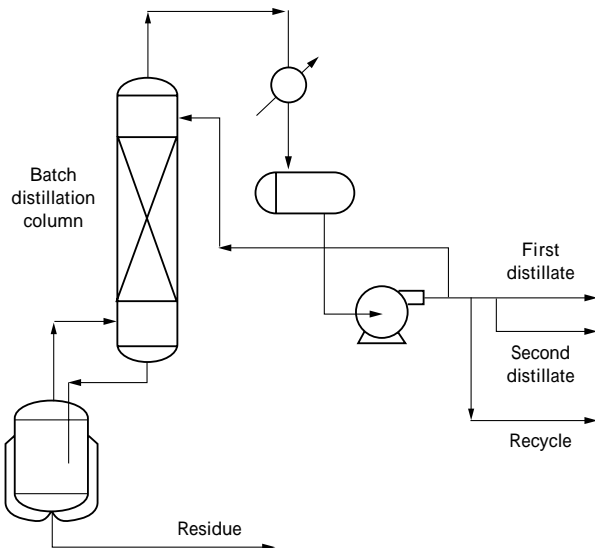 Batch
distillation
column
First
distillate
Second
distillate
Recycle
Residue